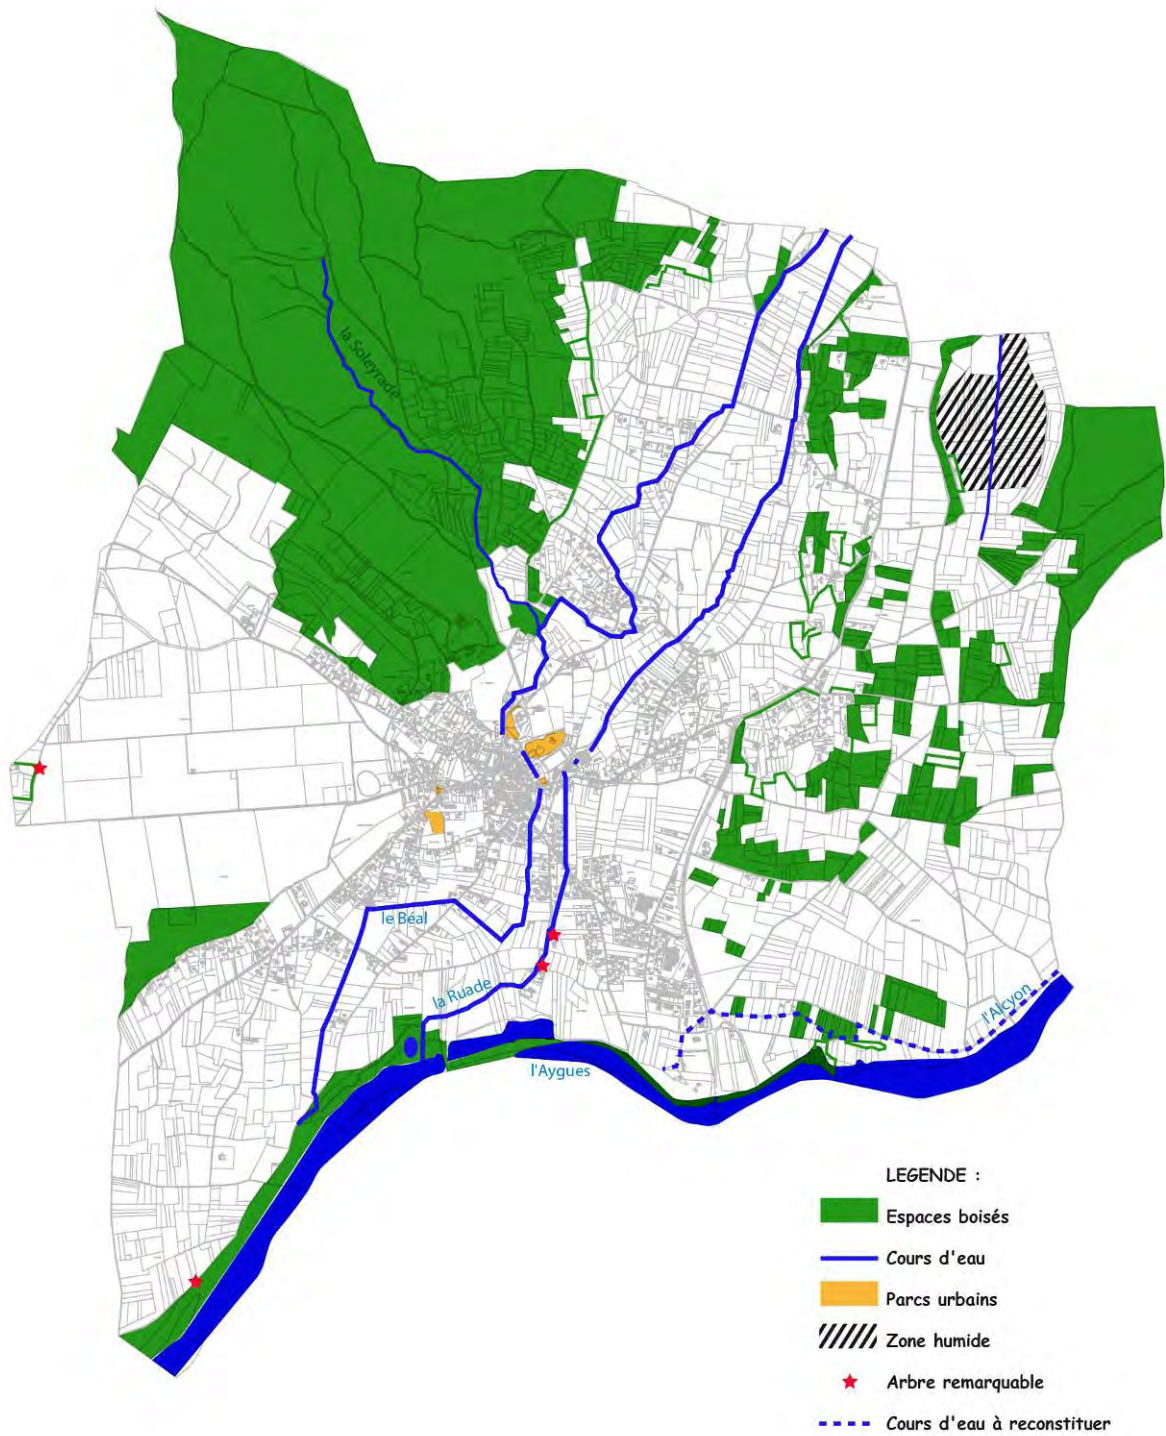 la Soleyrade
le Béal
la Ruade
l'Alcyon
l'Aygues
LEGENDE :
Espaces boisés
Cours d'eau
Parcs urbains
Zone humide
Arbre remarquable
Cours d'eau à reconstituer